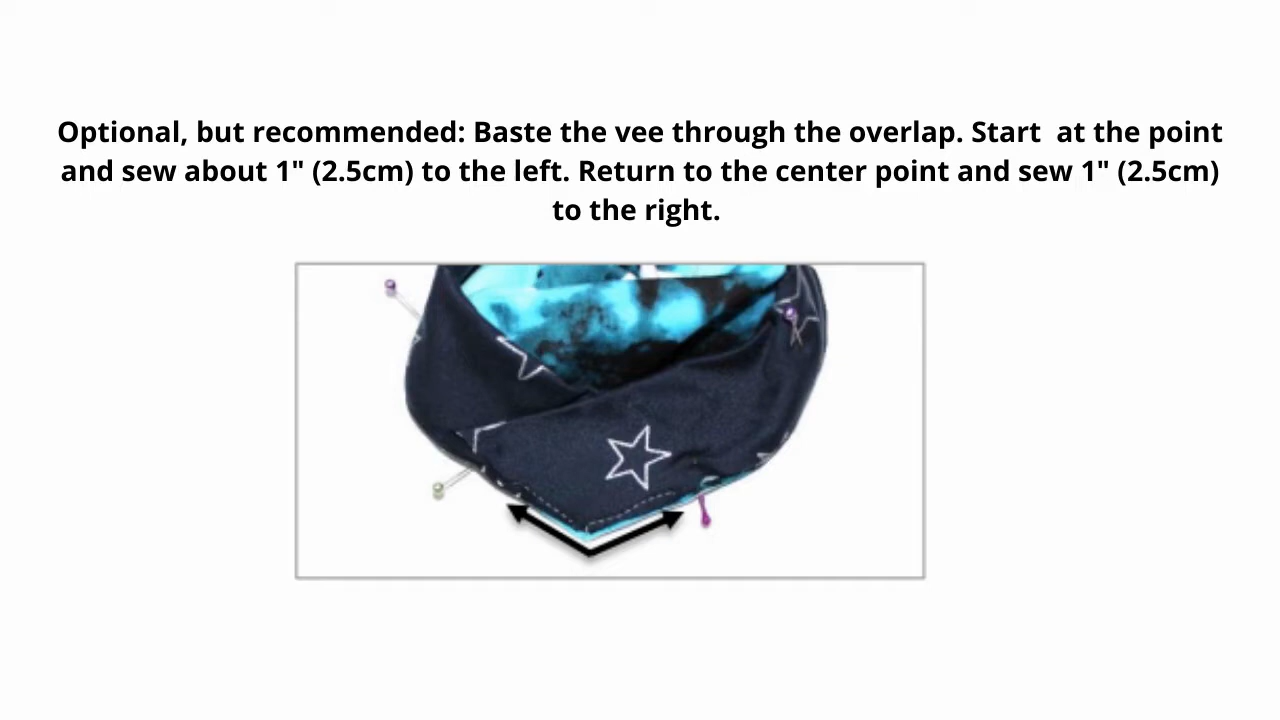 Optional, but recommended: Baste the vee through the overlap. Start  at the point
and sew about 1" (2.5cm) to the left. Return to the center point and sew 1" (2.5cm)
to the right.